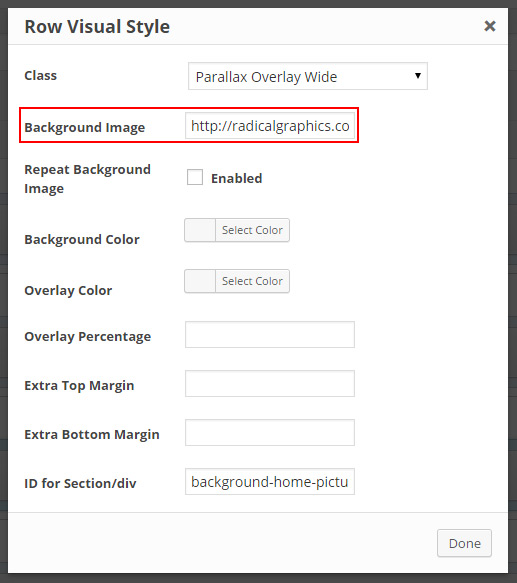 Row Visual Style
Class
Parallax Overlay Wide
Background Image
http://radicalgraphics.co
Repeat Background
Image
Enabled
Background Color
Select Color
Overlay Color
Select Color
Overlay Percentage
Extra Top Margin
Extra Bottom Margin
ID for Section/div
background-home-pictu
Done